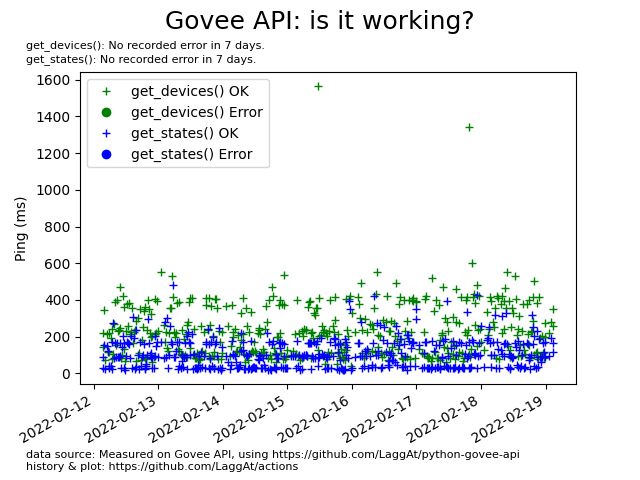 Govee API: is it working?
get_devices(): No recorded error in 7 days.
get_states(): No recorded error in 7 days.
1600
1400
1200
1000
800
600
400
200
0
Ping (ms)
get_devices() OK
get_devices() Error
get_states() OK
get_states() Error
2022-02-12
2022-02-13
2022-02-14
2022-02-15
2022-02-16
2022-02-17
2022-02-18
2022-02-19
data source: Measured on Govee API, using https://github.com/LaggAt/python-govee-api
history & plot: https://github.com/LaggAt/actions